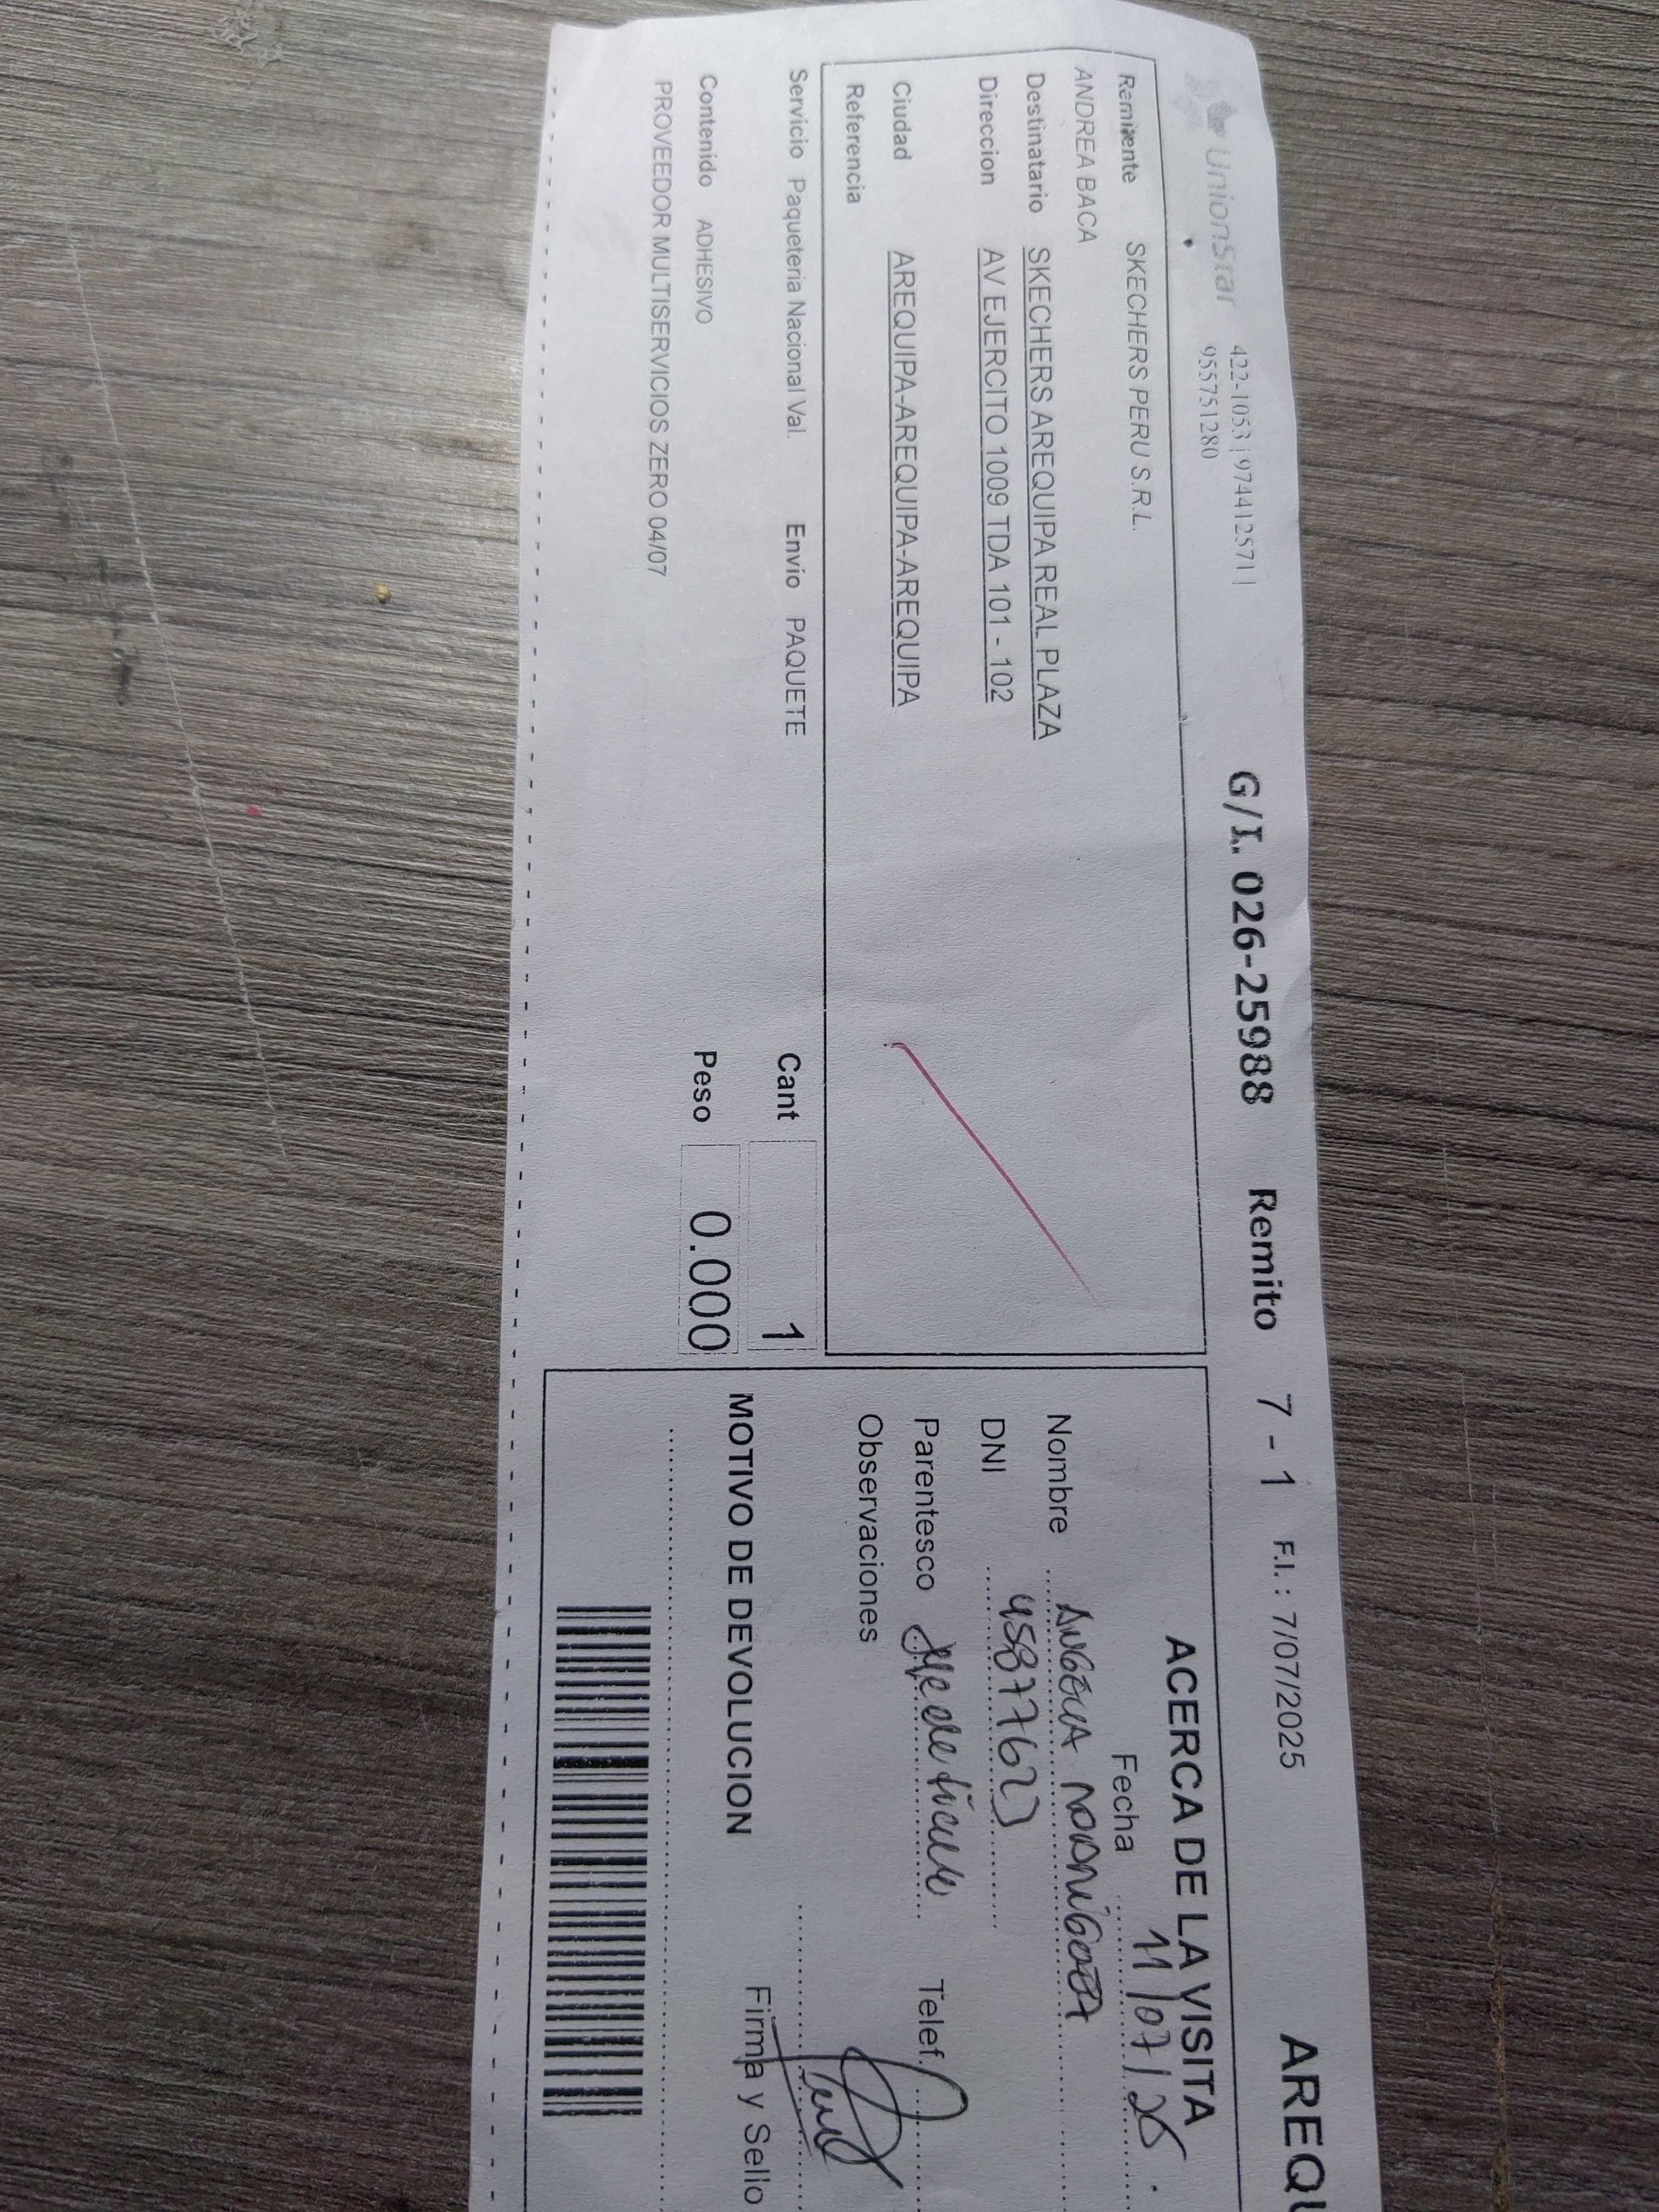 UnionStar 422-1053 | 974412571 |
955751280
G/I. 026-25988 Remito 7 - 1 F.I. : 7/07/2025 AREQU
Remitente SKECHERS PERU S.R.L.
ANDREA BACA
Destinatario SKECHERS AREQUIPA REAL PLAZA
Direccion AV EJERCITO 1009 TDA 101 - 102
Ciudad AREQUIPA-AREQUIPA-AREQUIPA
Referencia
Servicio Paqueteria Nacional Val. Envio PAQUETE
Contenido ADHESIVO
PROVEEDOR MULTISERVICIOS ZERO 04/07
Cant 1
Peso 0.000
ACERCA DE LA VISITA
Fecha 11/07/25
Nombre ANGELA
DNI 45877623
Parentesco Telef.
Observaciones
MOTIVO DE DEVOLUCION Firma y Sello